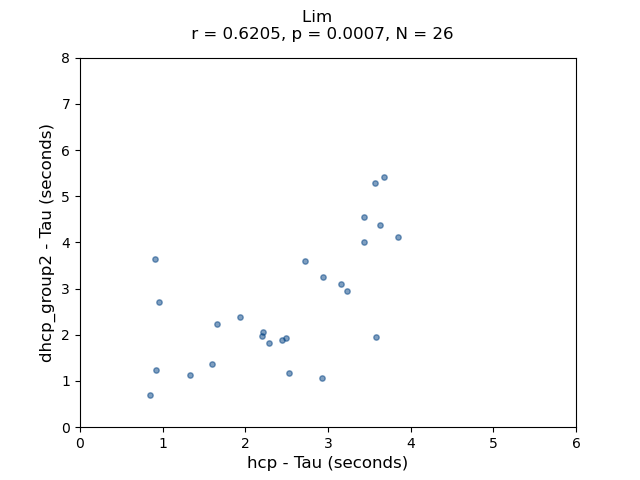 Lim
r = 0.6205, p = 0.0007, N = 26
8
7
6
5
4
3
2
1
0
dhcp_group2 - Tau (seconds)
0 1 2 3 4 5 6
hcp - Tau (seconds)